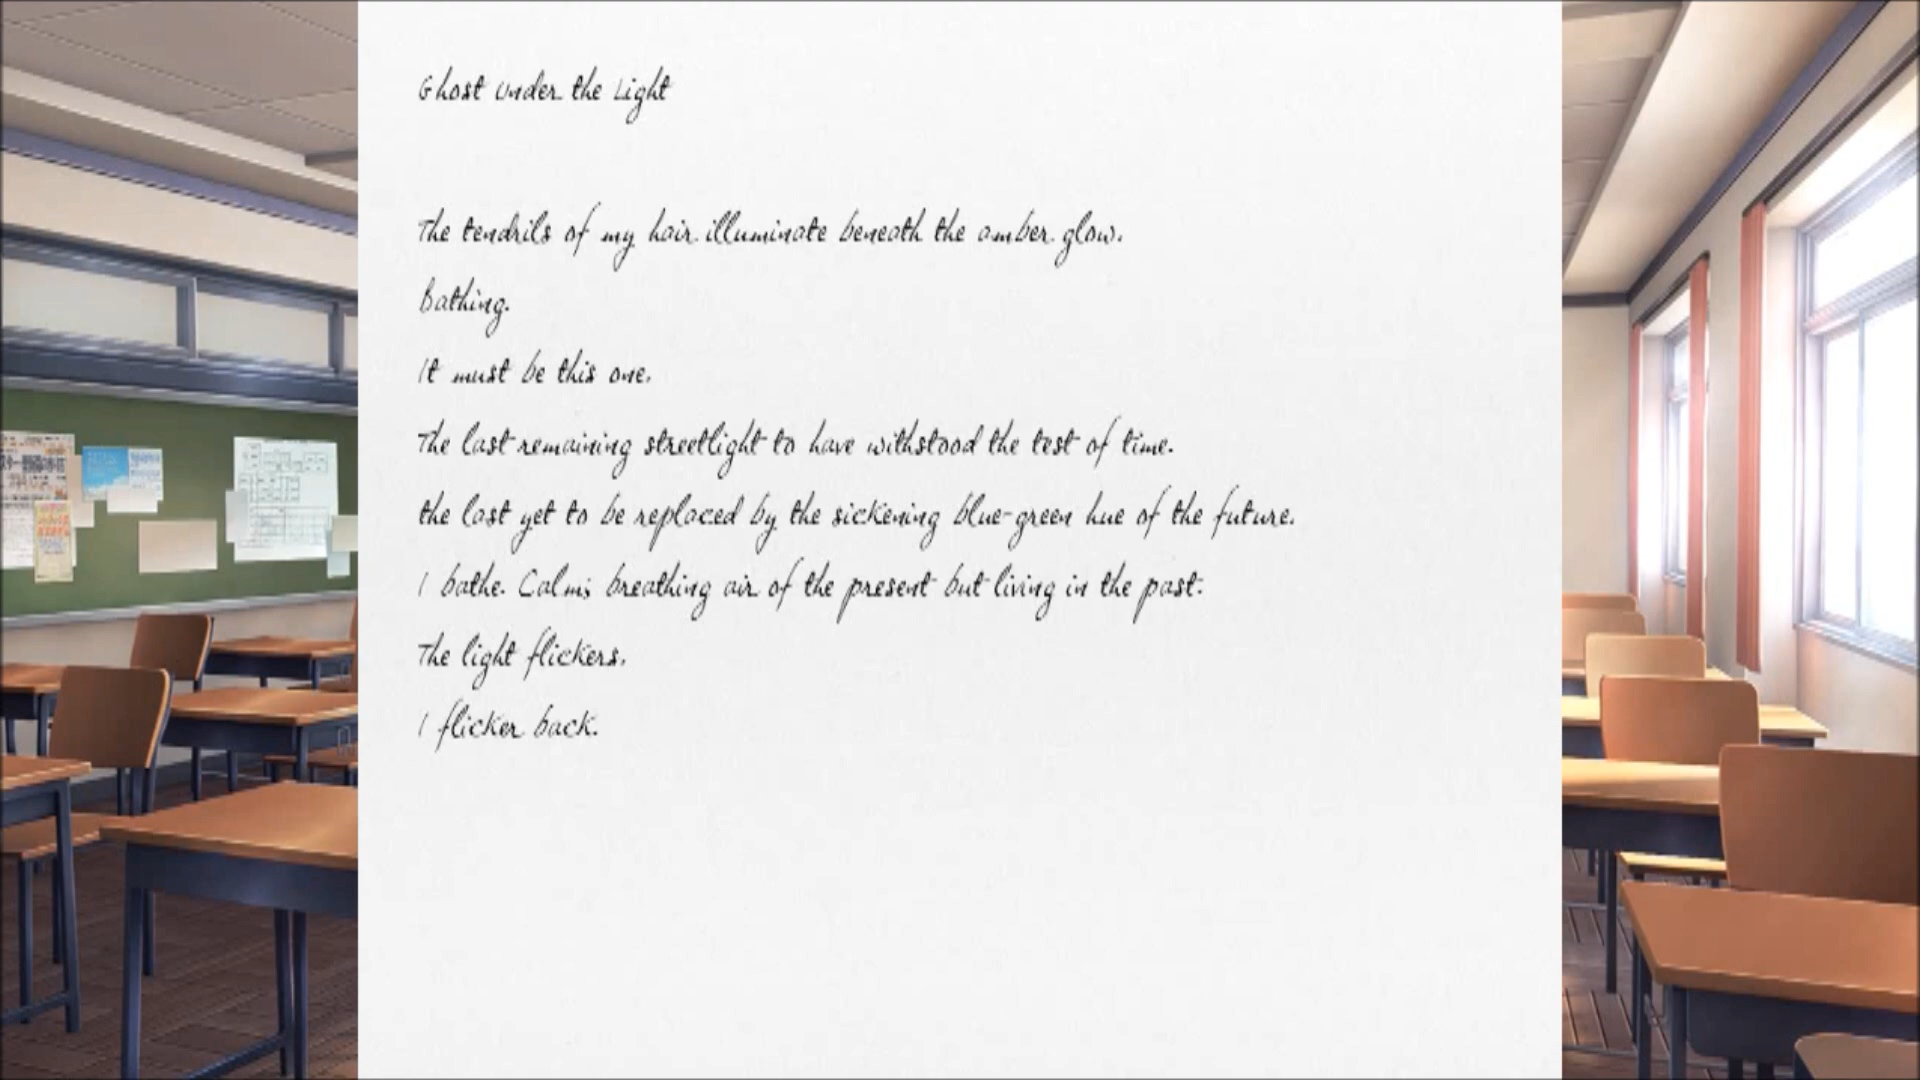 Ghost Under the Light
The tendrils of my hair illuminate beneath the amber glow.
Bathing.
It must be this one.
The last remaining streetlight to have withstood the test of time.
the last yet to be replaced by the sickening blue-green hue of the future.
I bathe. Calm; breathing air of the present but living in the past.
The light flickers.
I flicker back.